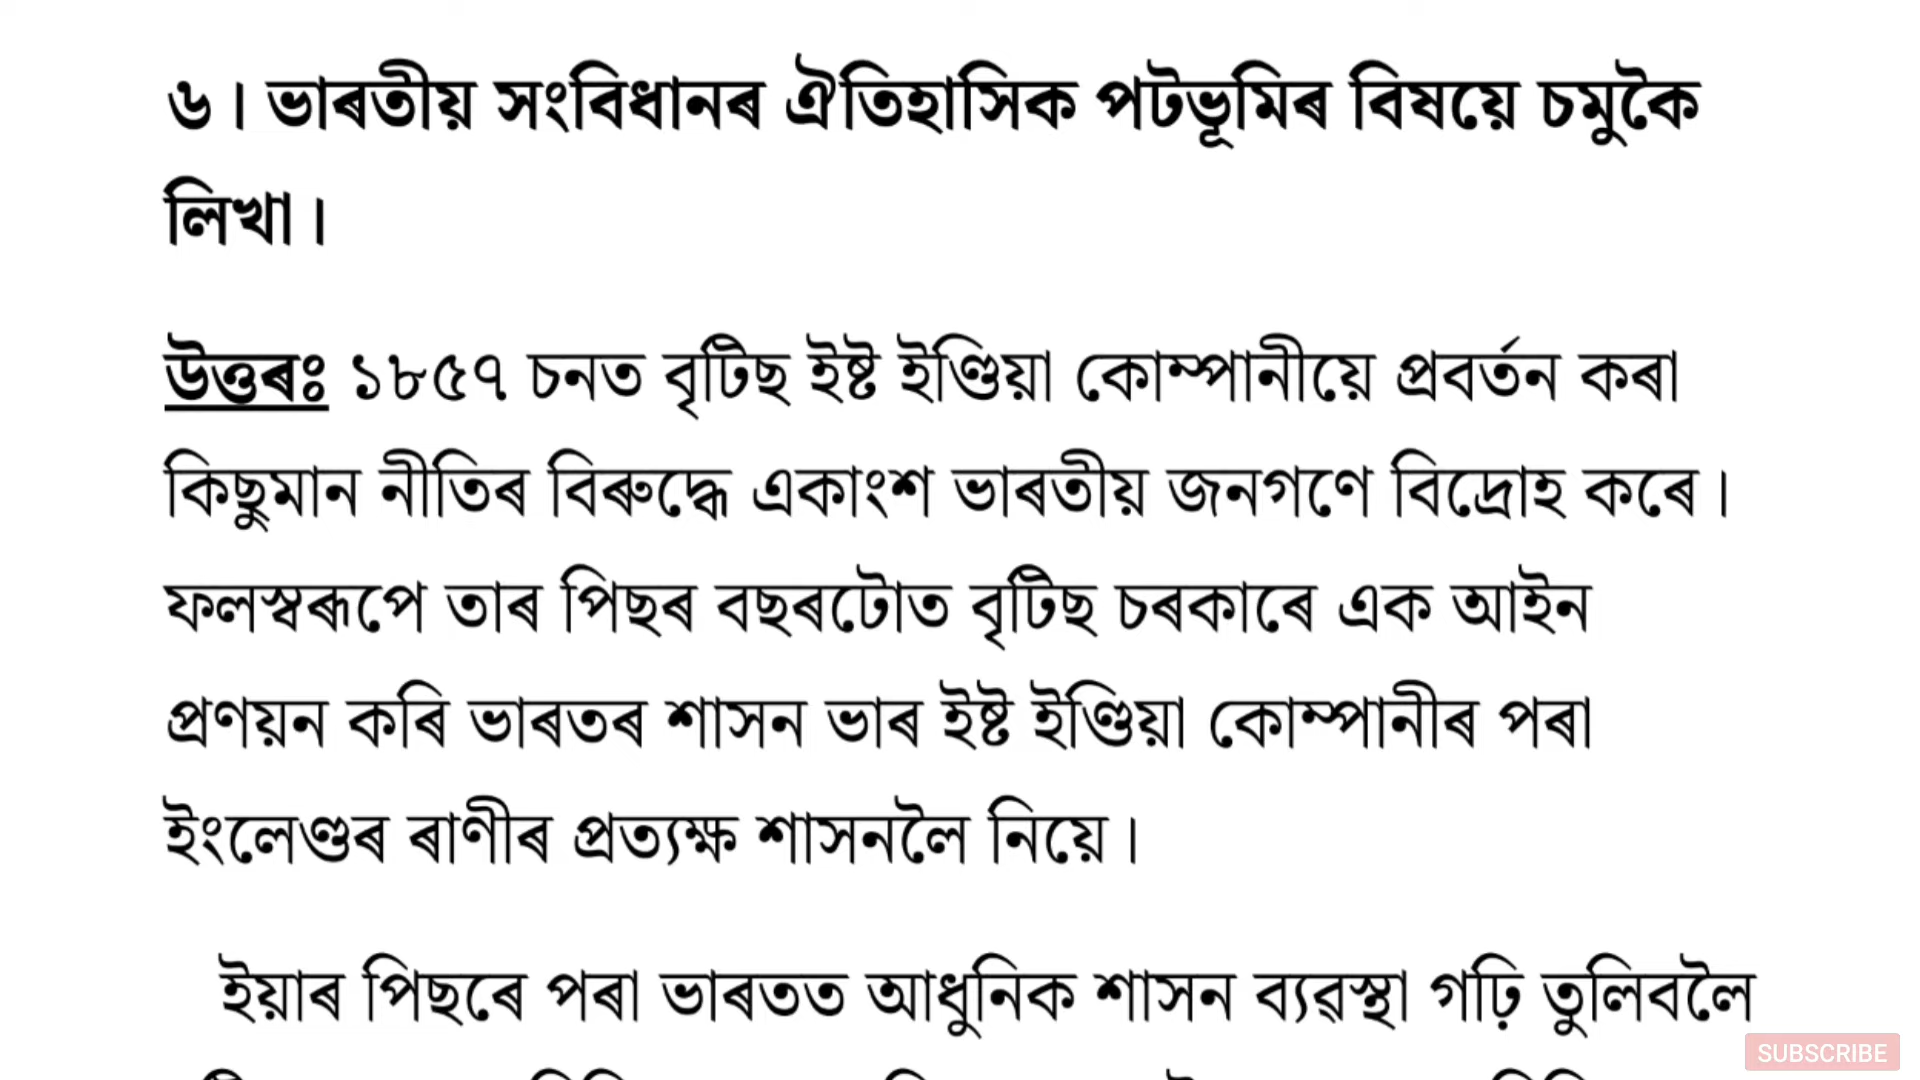 ৬। ভাৰতীয় সংবিধানৰ ঐতিহাসিক পটভূমিৰ বিষয়ে চমুকৈ
লিখা।
উত্তৰঃ ১৮৫৭ চনত বৃটিছ ইষ্ট ইণ্ডিয়া কোম্পানীয়ে প্ৰবৰ্তন কৰা
কিছুমান নীতিৰ বিৰুদ্ধে একাংশ ভাৰতীয় জনগণে বিদ্ৰোহ কৰে।
ফলস্বৰূপে তাৰ পিছৰ বছৰটোত বৃটিছ চৰকাৰে এক আইন
প্ৰণয়ন কৰি ভাৰতৰ শাসন ভাৰ ইষ্ট ইণ্ডিয়া কোম্পানীৰ পৰা
ইংলেণ্ডৰ ৰাণীৰ প্ৰত্যক্ষ শাসনলৈ নিয়ে।
ইয়াৰ পিছৰে পৰা ভাৰতত আধুনিক শাসন ব্যৱস্থা গঢ়ি তুলিবলৈ
SUBSCRIBE